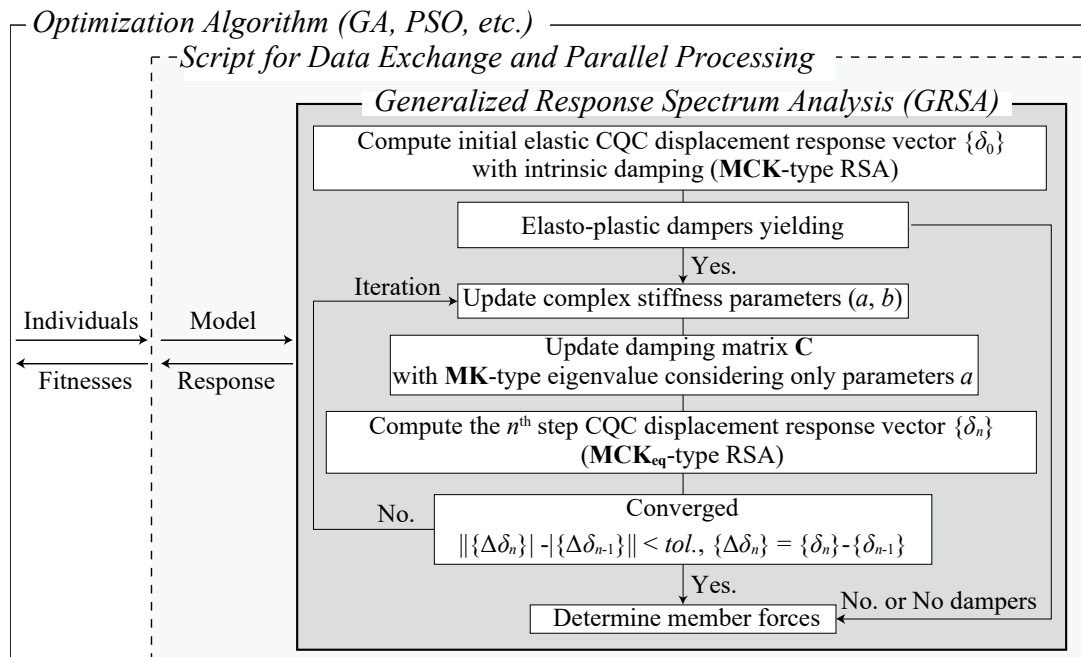 Optimization Algorithm (GA, PSO, etc.)
Script for Data Exchange and Parallel Processing
Generalized Response Spectrum Analysis (GRSA)
Compute initial elastic CQC displacement response vector {δ₀}
with intrinsic damping (MCK-type RSA)
Elasto-plastic dampers yielding
Yes.
Iteration
Update complex stiffness parameters (a, b)
Individuals
Model
Fitnesses
Response
Update damping matrix C
with MK-type eigenvalue considering only parameters a
Compute the nᵗʰ step CQC displacement response vector {δₙ}
(MCKeq-type RSA)
No.
Converged
||{Δδₙ}| -|{Δδₙ₋₁}|| < tol., {Δδₙ} = {δₙ}-{δₙ₋₁}
Yes.
No. or No dampers
Determine member forces